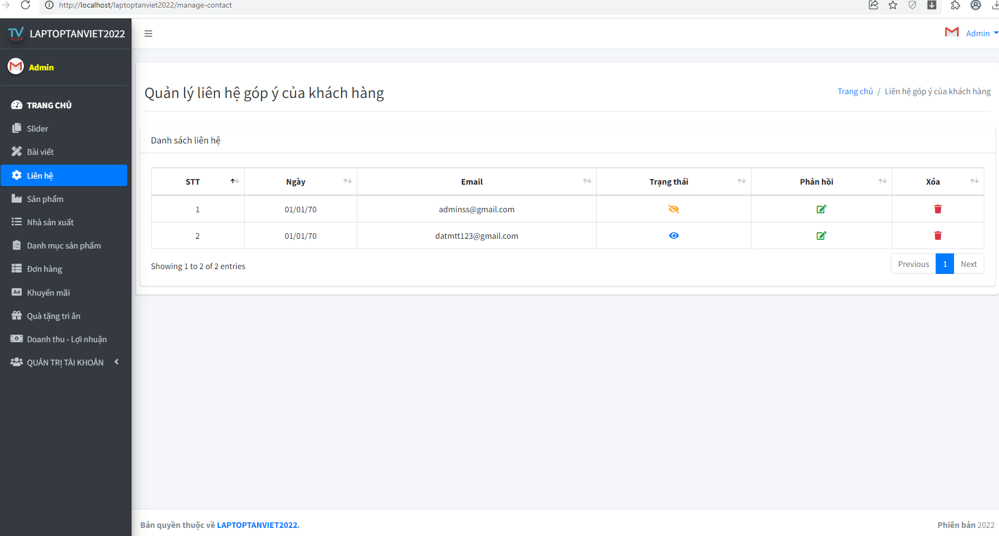 http://localhost/laptoptanviet2022/manage-contact
TV
LAPTOPTANVIET2022
Admin
Admin
TRANG CHỦ
Slider
Bài viết
Liên hệ
Sản phẩm
Nhà sản xuất
Danh mục sản phẩm
Đơn hàng
Ad Khuyến mãi
Quà tặng tri ân
Doanh thu - Lợi nhuận
QUẢN TRỊ TÀI KHOẢN
Quản lý liên hệ góp ý của khách hàng
Trang chủ / Liên hệ góp ý của khách hàng
Danh sách liên hệ
STT Ngày Email Trạng thái Phản hồi Xóa
1 01/01/70 adminss@gmail.com
2 01/01/70 datmtt123@gmail.com
Showing 1 to 2 of 2 entries
Previous 1 Next
Bản quyền thuộc về LAPTOPTANVIET2022.
Phiên bản 2022